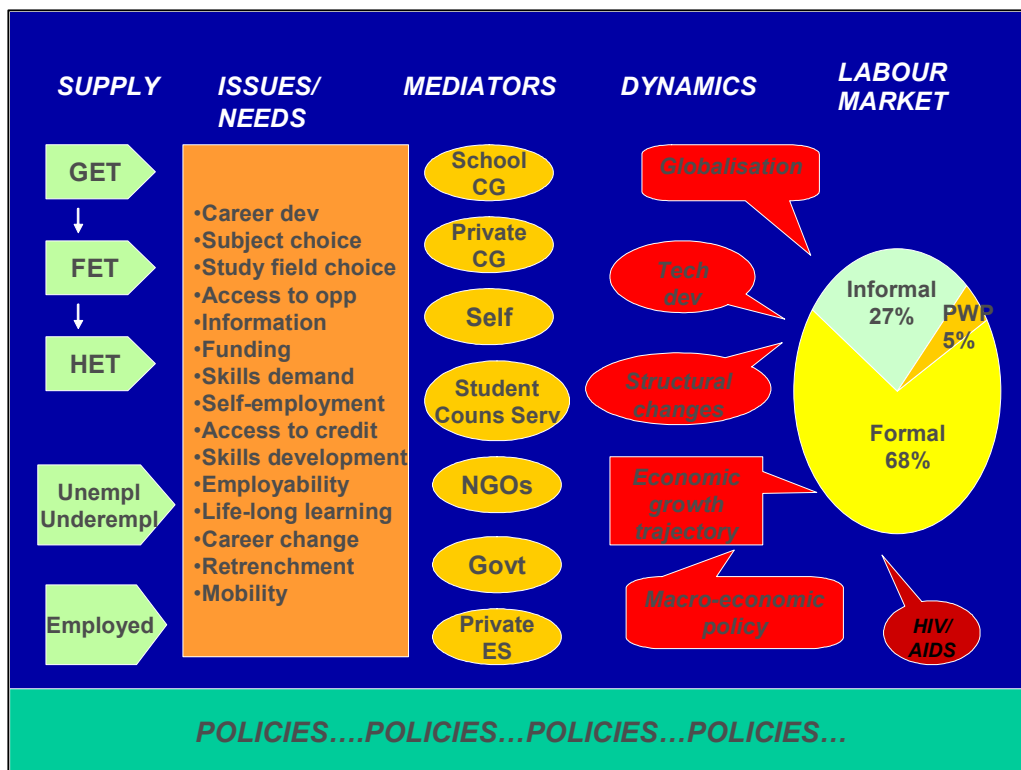 SUPPLY
ISSUES/
NEEDS
MEDIATORS
DYNAMICS
LABOUR
MARKET
GET
FET
HET
Unempl
Underempl
Employed
•Career dev
•Subject choice
•Study field choice
•Access to opp
•Information
•Funding
•Skills demand
•Self-employment
•Access to credit
•Skills development
•Employability
•Life-long learning
•Career change
•Retrenchment
•Mobility
School
CG
Private
CG
Self
Student
Couns Serv
NGOs
Govt
Private
ES
Globalisation
Tech
dev
Structural
changes
Economic
growth
trajectory
Macro-economic
policy
Informal
27%
PWP
5%
Formal
68%
HIV/
AIDS
POLICIES....POLICIES...POLICIES...POLICIES...